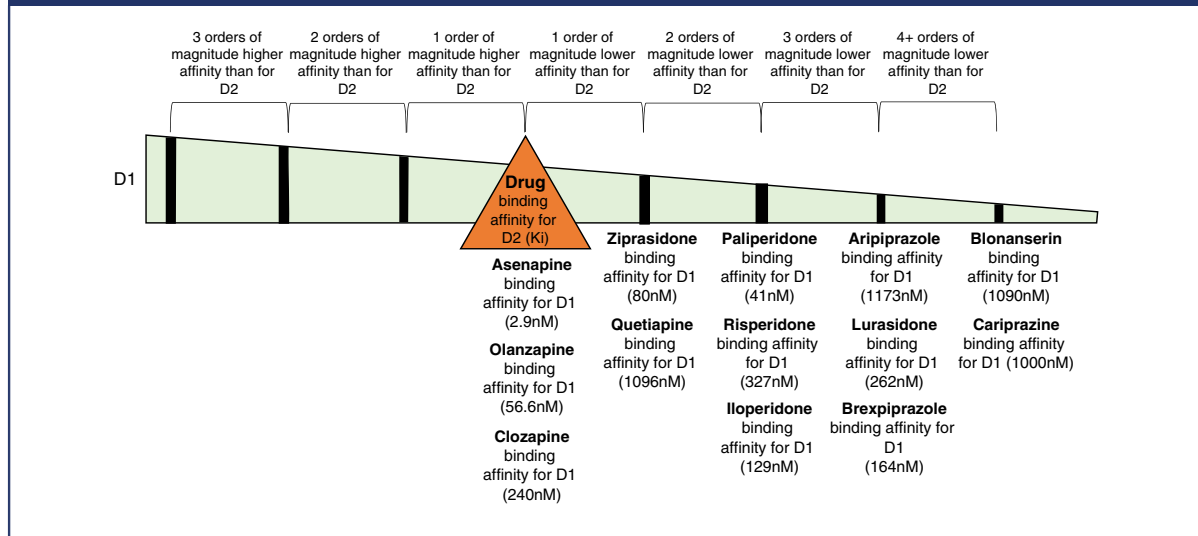 3 orders of
magnitude higher
affinity than for
D2
2 orders of
magnitude higher
affinity than for
D2
1 order of
magnitude higher
affinity than for
D2
1 order of
magnitude lower
affinity than for
D2
2 orders of
magnitude lower
affinity than for
D2
3 orders of
magnitude lower
affinity than for
D2
4+ orders of
magnitude lower
affinity than for
D2
D1
Drug
binding
affinity for
D2 (Ki)
Asenapine
binding
affinity for D1
(2.9nM)
Olanzapine
binding
affinity for D1
(56.6nM)
Clozapine
binding
affinity for D1
(240nM)
Ziprasidone
binding
affinity for D1
(80nM)
Quetiapine
binding
affinity for D1
(1096nM)
Paliperidone
binding
affinity for D1
(41nM)
Risperidone
binding affinity
for D1
(327nM)
Iloperidone
binding
affinity for D1
(129nM)
Aripiprazole
binding affinity
for D1
(1173nM)
Lurasidone
binding
affinity for D1
(262nM)
Brexpiprazole
binding affinity for
D1
(164nM)
Blonanserin
binding
affinity for D1
(1090nM)
Cariprazine
binding affinity
for D1 (1000nM)